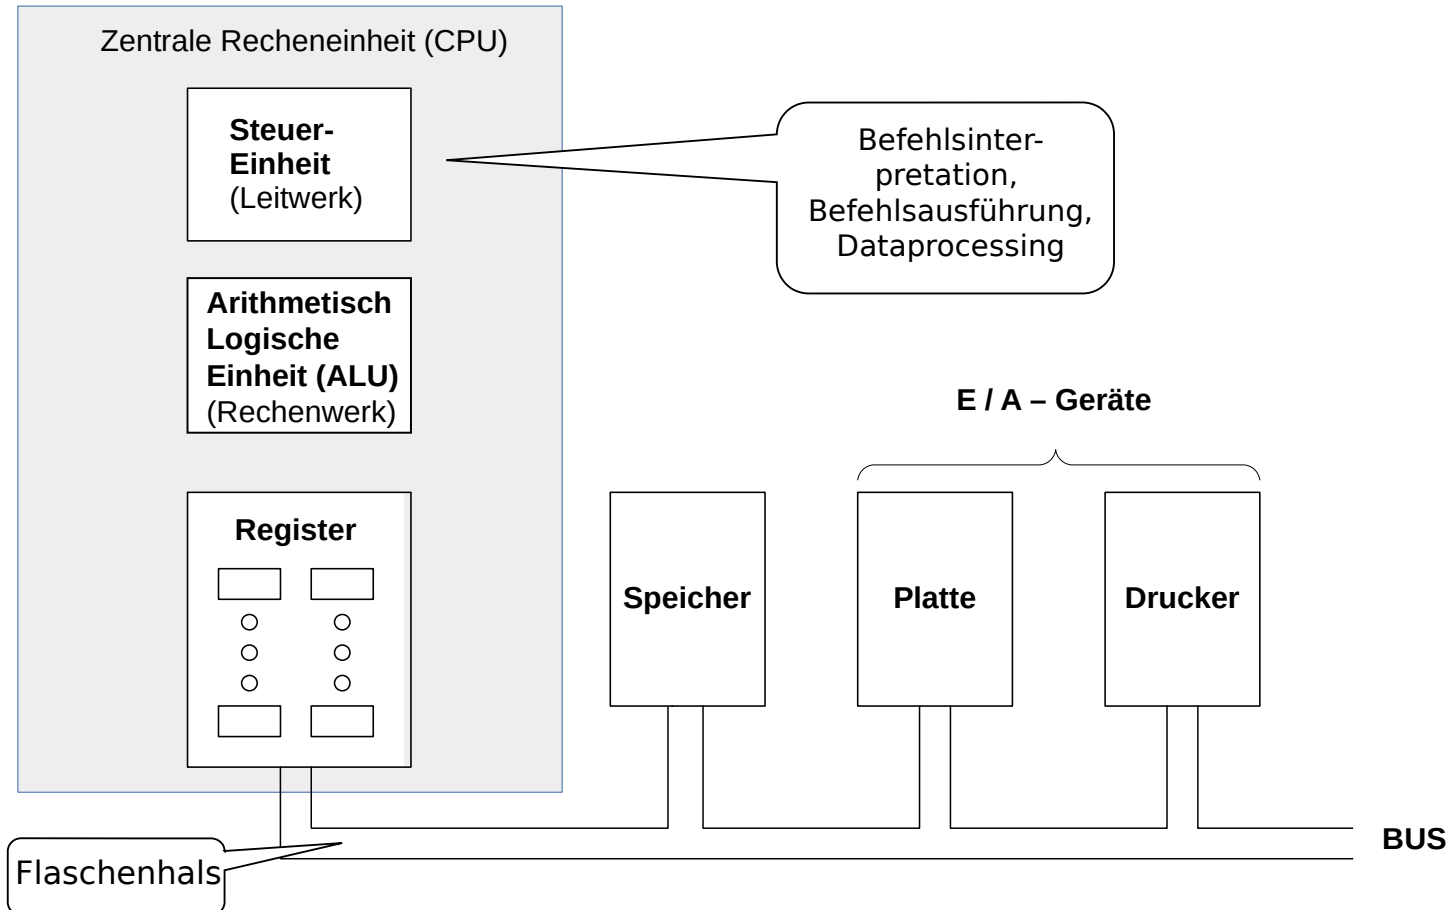 Zentrale Recheneinheit (CPU)
Steuer-
Einheit
(Leitwerk)
Befehlsinter-
pretation,
Befehlsausführung,
Dataprocessing
Arithmetisch
Logische
Einheit (ALU)
(Rechenwerk)
E / A – Geräte
Register
Speicher
Platte
Drucker
BUS
Flaschenhals